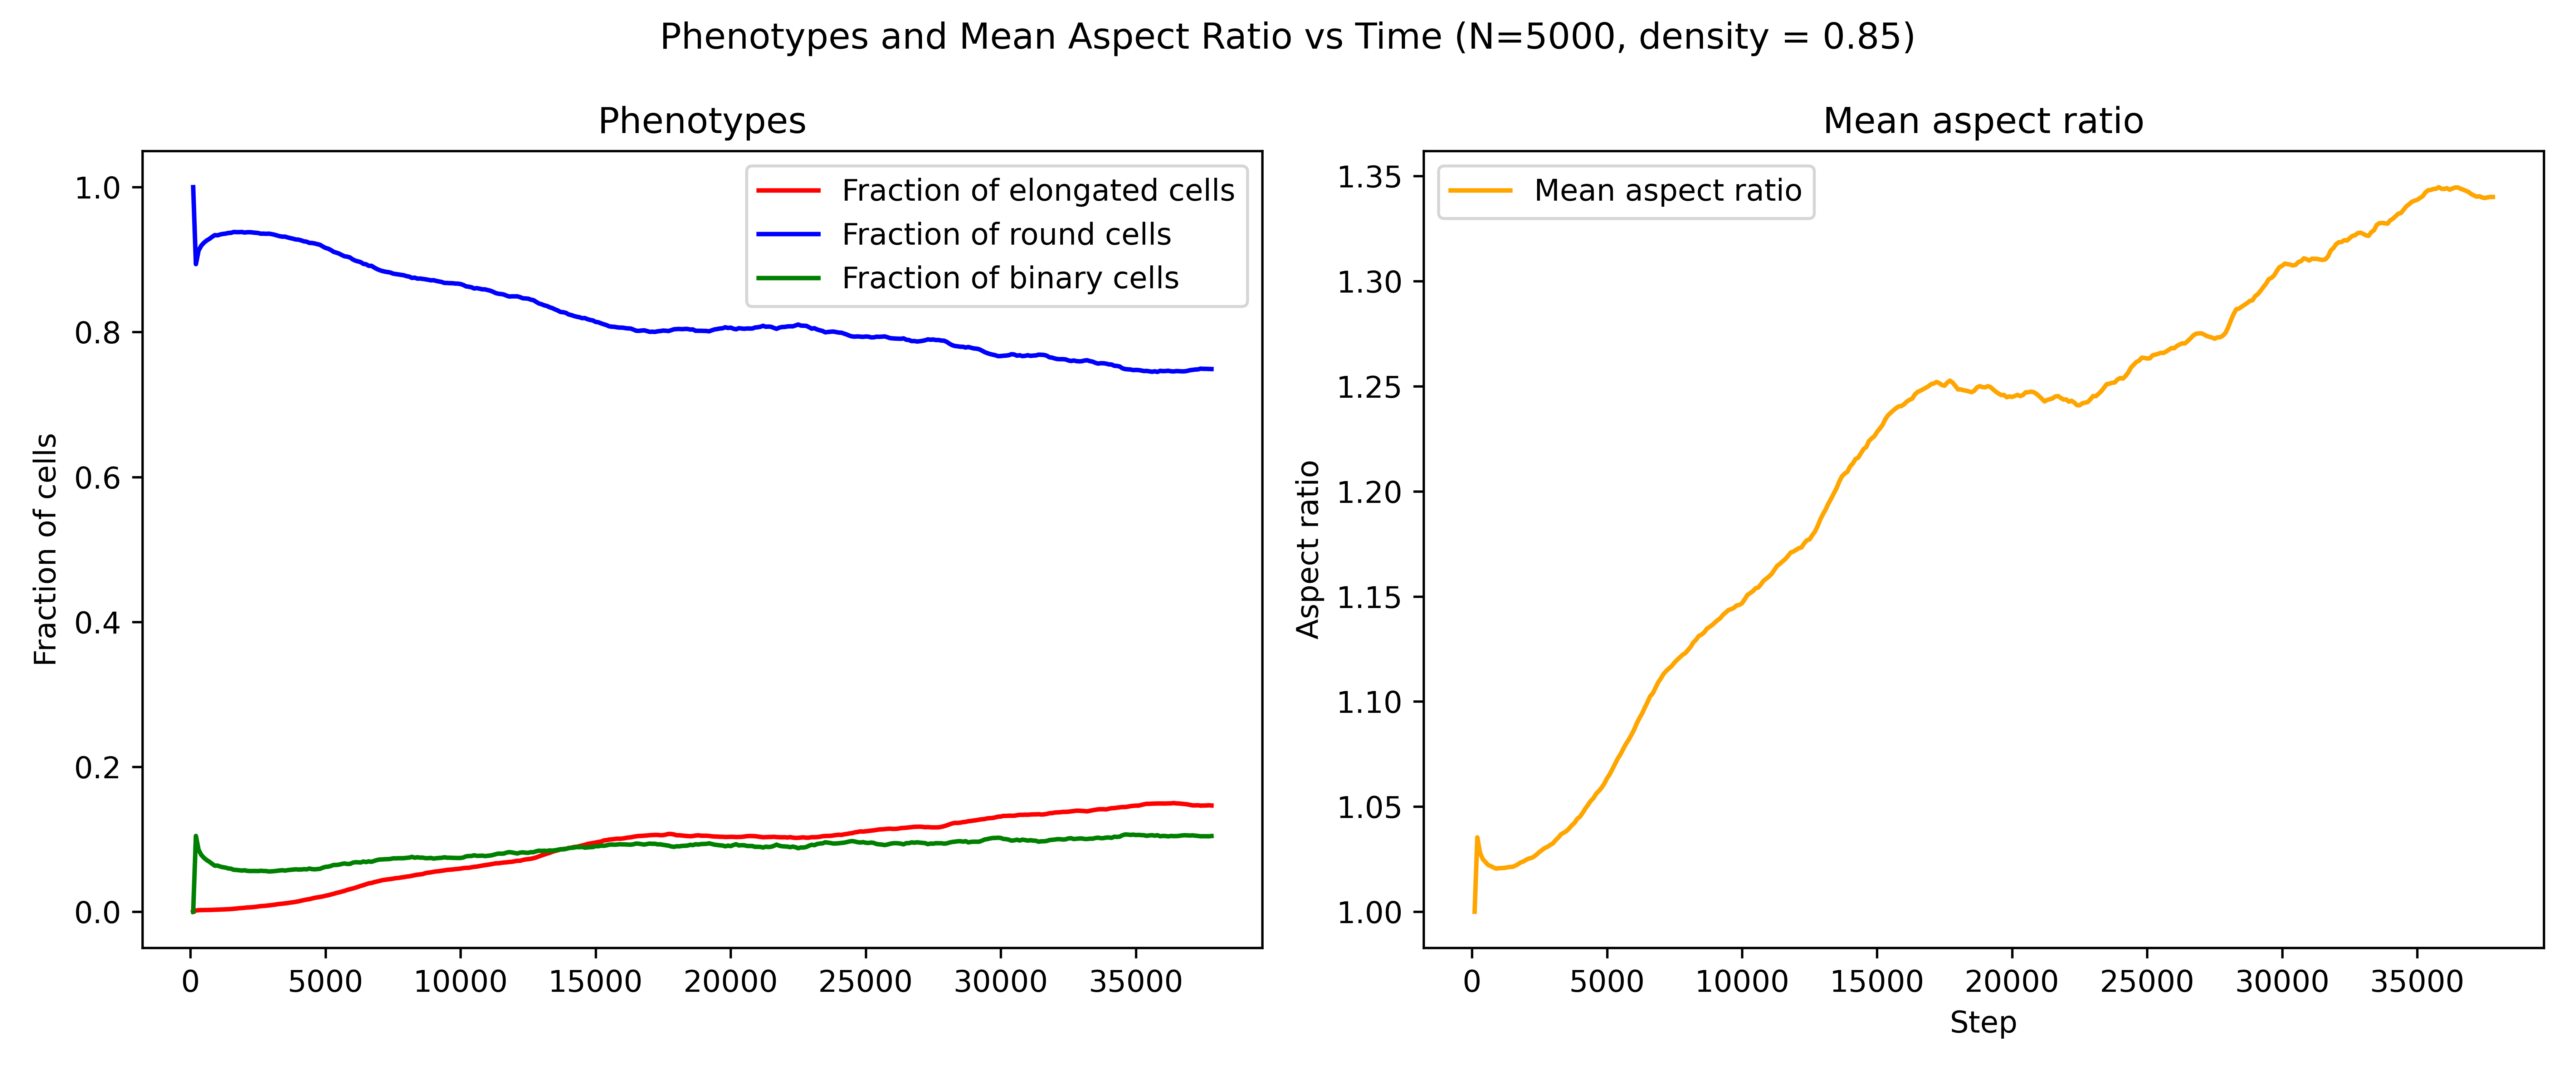 Phenotypes and Mean Aspect Ratio vs Time (N=5000, density = 0.85)
Phenotypes
Fraction of cells
1.0
0.8
0.6
0.4
0.2
0.0
Fraction of elongated cells
Fraction of round cells
Fraction of binary cells
0 5000 10000 15000 20000 25000 30000 35000
Mean aspect ratio
Aspect ratio
1.35
1.30
1.25
1.20
1.15
1.10
1.05
1.00
Mean aspect ratio
0 5000 10000 15000 20000 25000 30000 35000
Step